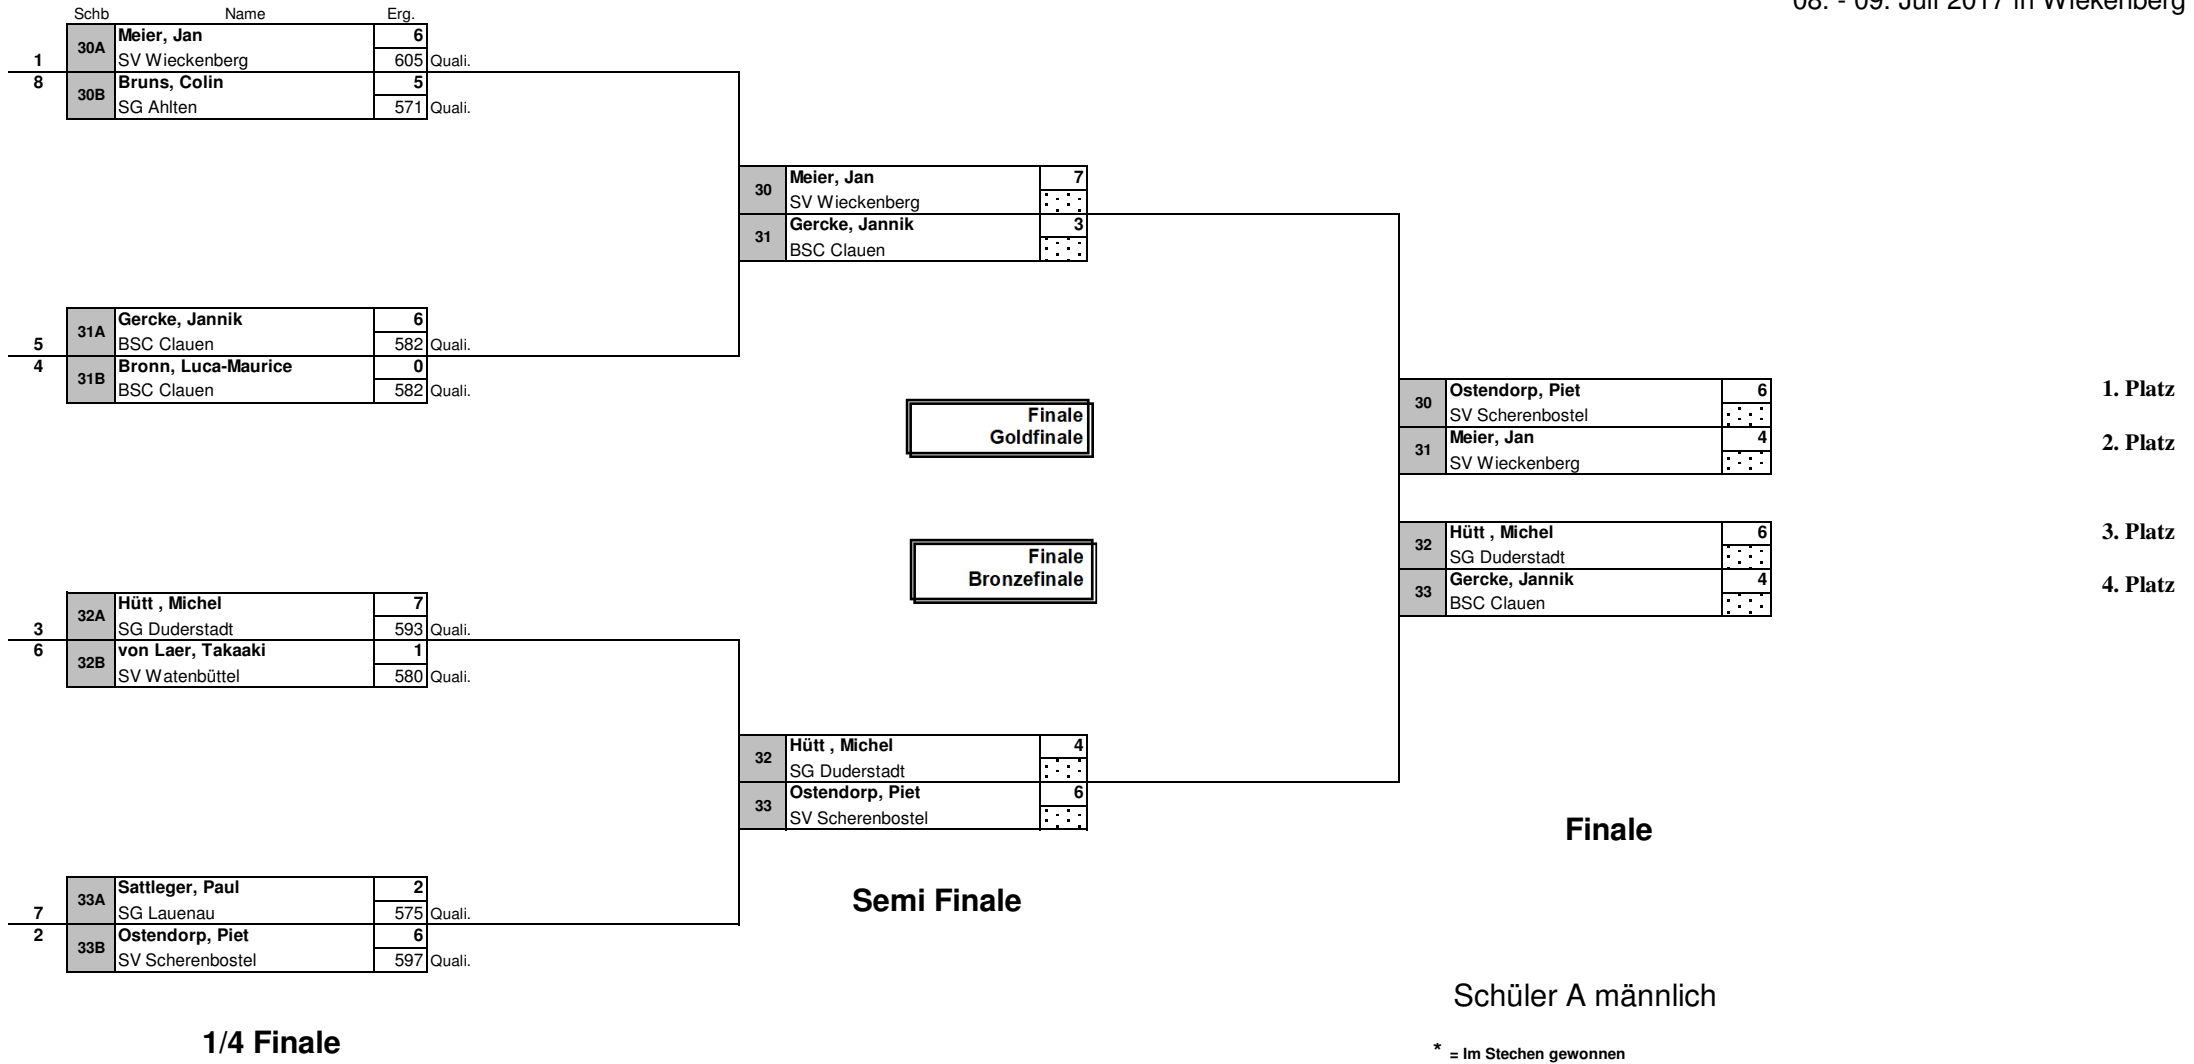 08. - 09. Juli 2017 in Wiekenberg
Schb Name Erg.
30A Meier, Jan 6
1 SV Wieckenberg 605 Quali.
8 30B Bruns, Colin 5
SG Ahlten 571 Quali.
30 Meier, Jan 7
SV Wieckenberg
31 Gercke, Jannik 3
BSC Clauen
31A Gercke, Jannik 6
5 BSC Clauen 582 Quali.
4 31B Bronn, Luca-Maurice 0
BSC Clauen 582 Quali.
Finale
Goldfinale
30 Ostendorp, Piet 6 1. Platz
SV Scherenbostel
31 Meier, Jan 4 2. Platz
SV Wieckenberg
Finale
Bronzefinale
32 Hütt , Michel 6 3. Platz
SG Duderstadt
33 Gercke, Jannik 4 4. Platz
BSC Clauen
32A Hütt , Michel 7
3 SG Duderstadt 593 Quali.
6 32B von Laer, Takaaki 1
SV Watenbüttel 580 Quali.
32 Hütt , Michel 4
SG Duderstadt
33 Ostendorp, Piet 6
SV Scherenbostel
Finale
33A Sattleger, Paul 2
7 SG Lauenau 575 Quali.
2 33B Ostendorp, Piet 6
SV Scherenbostel 597 Quali.
Semi Finale
Schüler A männlich
1/4 Finale
* = Im Stechen gewonnen